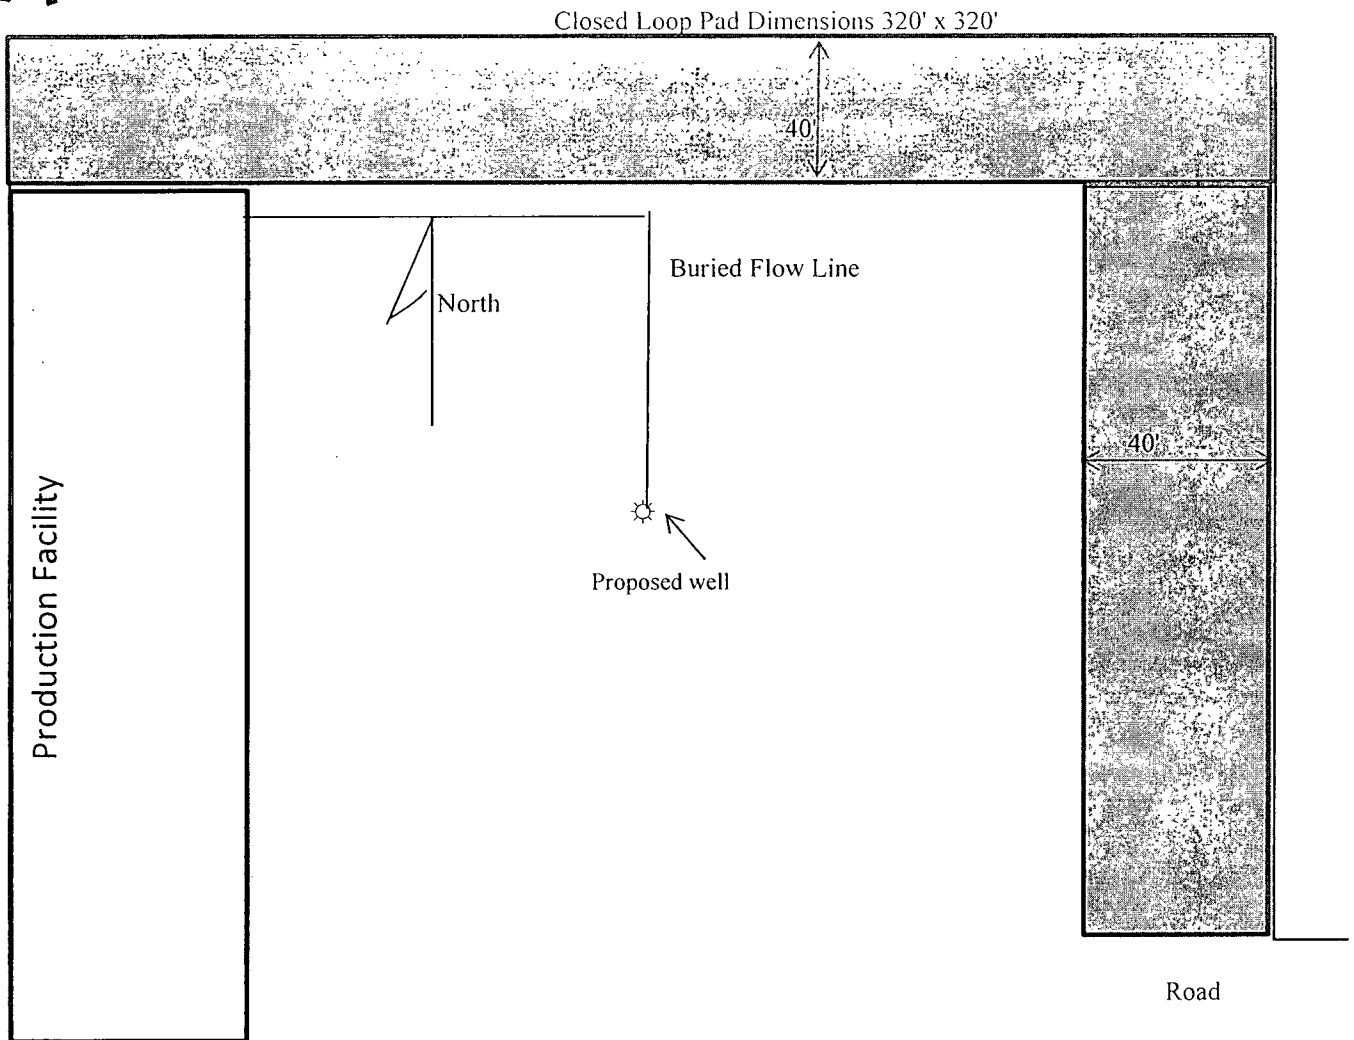 Closed Loop Pad Dimensions 320' x 320'
40
Buried Flow Line
North
40'
Production Facility
Proposed well
Road